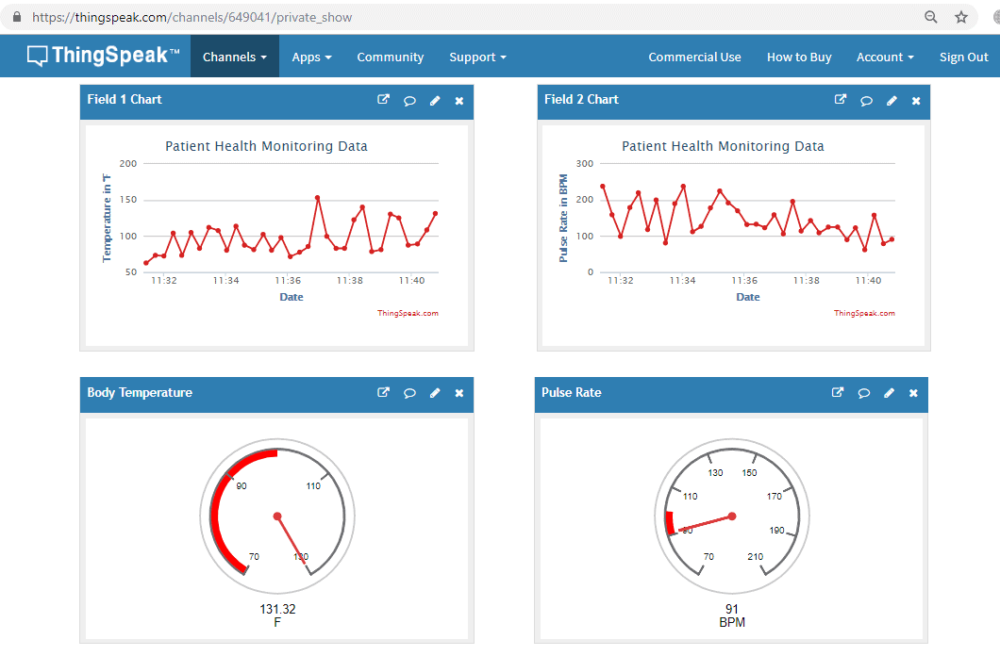 https://thingspeak.com/channels/649041/private_show
ThingSpeak™ Channels Apps Community Support Commercial Use How to Buy Account Sign Out
Field 1 Chart
Patient Health Monitoring Data
Temperature in °F
200
150
100
50
11:32 11:34 11:36 11:38 11:40
Date
ThingSpeak.com
Field 2 Chart
Patient Health Monitoring Data
Pulse Rate in BPM
300
200
100
0
11:32 11:34 11:36 11:38 11:40
Date
ThingSpeak.com
Body Temperature
90 110
70 130
131.32
F
Pulse Rate
130 150
110 170
90 190
70 210
91
BPM